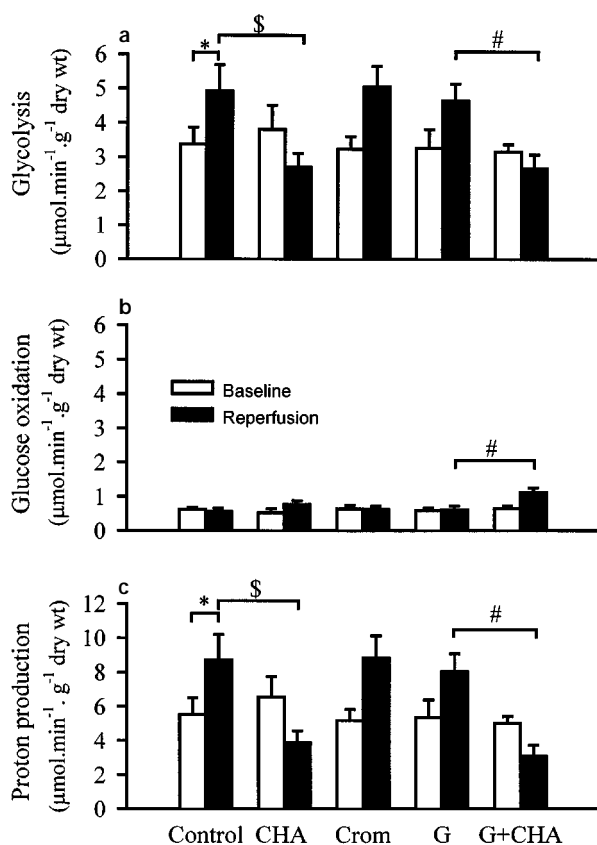 a
* $ #
Glycolysis
(µmol.min⁻¹.g⁻¹ dry wt)
6
5
4
3
2
1
0
b
Glucose oxidation
(µmol.min⁻¹.g⁻¹ dry wt)
6
5
4
3
2
1
0
Baseline
Reperfusion
#
c
* $ #
Proton production
(µmol.min⁻¹. g⁻¹ dry wt)
12
10
8
6
4
2
0
Control CHA Crom G G+CHA